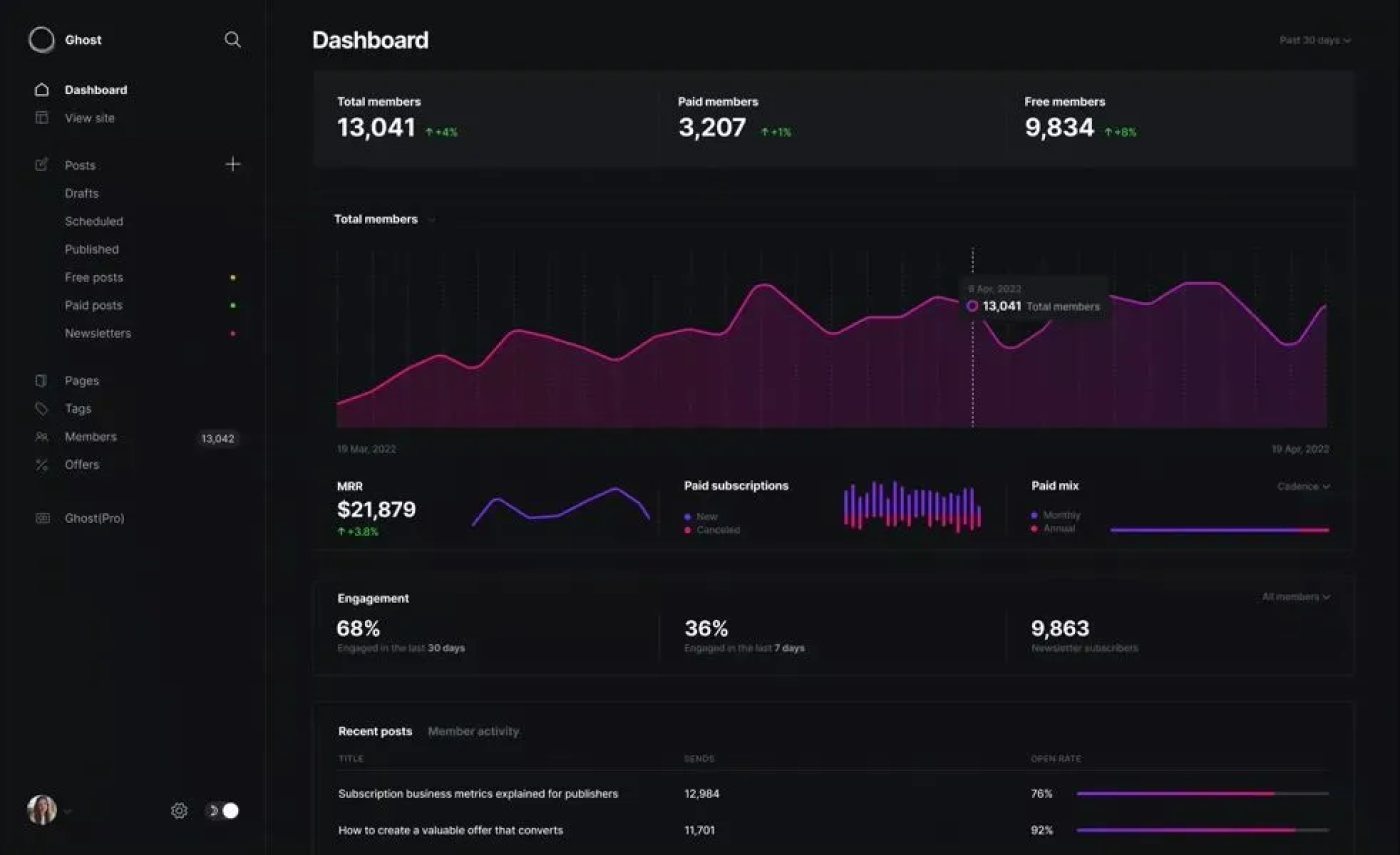 Ghost
Dashboard
View site
Posts
Drafts
Scheduled
Published
Free posts
Paid posts
Newsletters
Pages
Tags
Members 13,042
Offers
Ghost(Pro)
Dashboard
Past 30 days
Total members
13,041 +4%
Paid members
3,207 +1%
Free members
9,834 +8%
Total members
8 Apr, 2022
13,041 Total members
19 Mar, 2022
19 Apr, 2022
MRR
$21,879
+3.8%
Paid subscriptions
New
Canceled
Paid mix
Cadence
Monthly
Annual
Engagement
All members
68%
Engaged in the last 30 days
36%
Engaged in the last 7 days
9,863
Newsletter subscribers
Recent posts Member activity
TITLE SENDS OPEN RATE
Subscription business metrics explained for publishers 12,984 76%
How to create a valuable offer that converts 11,701 92%